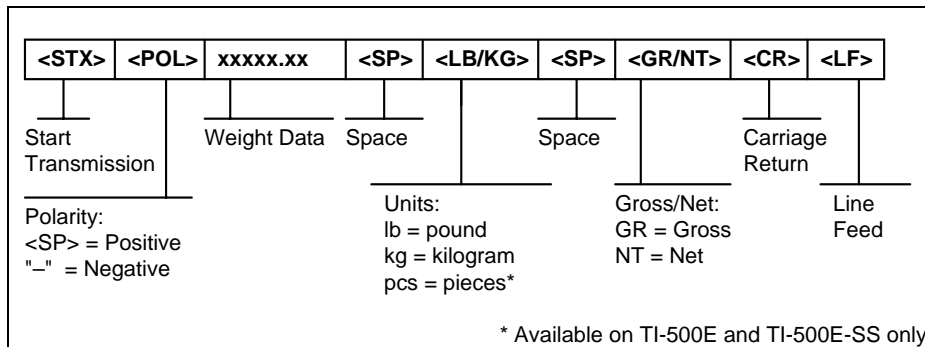 <STX> <POL> xxxxx.xx <SP> <LB/KG> <SP> <GR/NT> <CR> <LF>
Start
Transmission
Weight Data
Space
Space
Carriage
Return
Polarity:
<SP> = Positive
"–" = Negative
Units:
lb = pound
kg = kilogram
pcs = pieces*
Gross/Net:
GR = Gross
NT = Net
Line
Feed
* Available on TI-500E and TI-500E-SS only